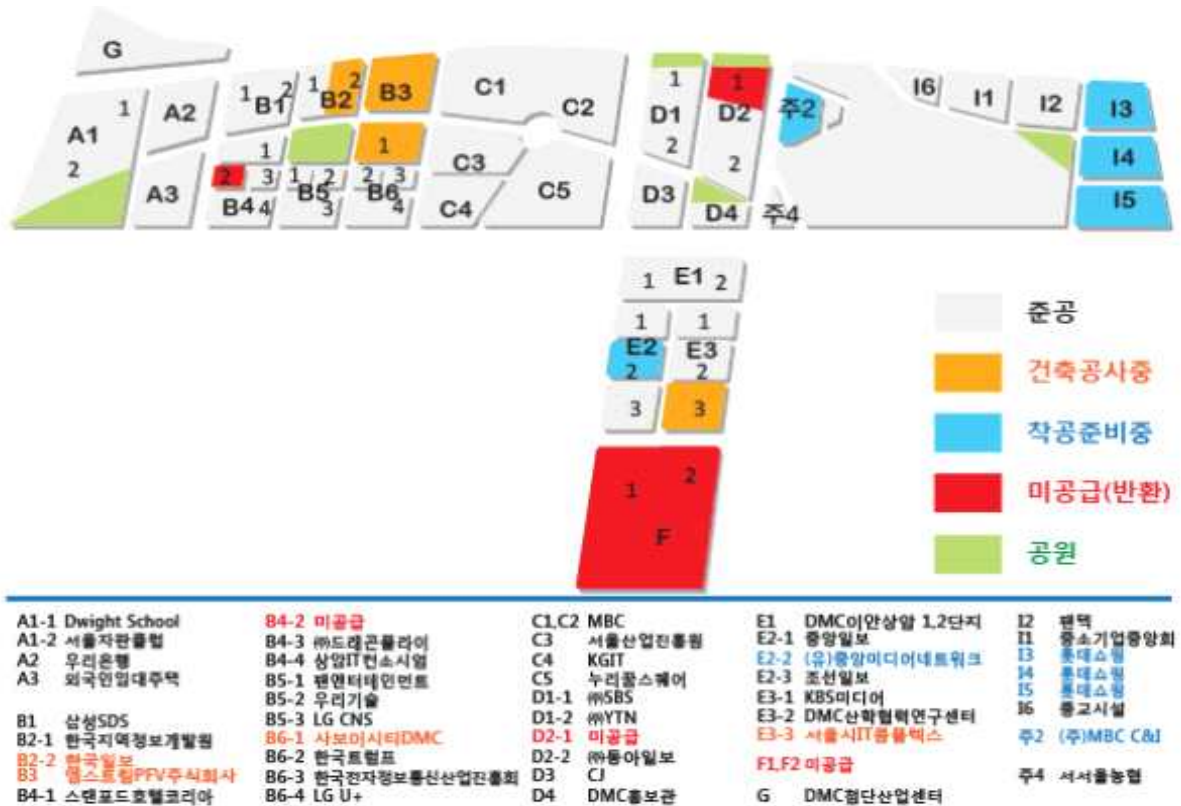 G
A1
1
2
A2
A3
B1
1
2
B2
1
2
B3
1
2
3
B4
4
1
2
B5
3
1
2
3
B6
4
C1
C2
C3
C4
C5
D1
1
2
D2
1
2
D3
D4
주2
주4
I6
I1
I2
I3
I4
I5
1 E1 2
1
E2
2
3
1
E3
2
3
1
2
F
준공
건축공사중
착공준비중
미공급(반환)
공원
A1-1 Dwight School
A1-2 서울자판클럽
A2 우리은행
A3 외국인임대주택
B1 삼성SDS
B2-1 한국지역정보개발원
B2-2 한국일보
B3 엠스트림PFV주식회사
B4-1 스탠포드호텔코리아
B4-2 미공급
B4-3 ㈜드래곤플라이
B4-4 상암IT컨소시엄
B5-1 팬엔터테인먼트
B5-2 우리기술
B5-3 LG CNS
B6-1 사보이시티DMC
B6-2 한국트럼프
B6-3 한국전자정보통신산업진흥회
B6-4 LG U+
C1,C2 MBC
C3 서울산업진흥원
C4 KGIT
C5 누리꿈스퀘어
D1-1 ㈜SBS
D1-2 ㈜YTN
D2-1 미공급
D2-2 ㈜동아일보
D3 CJ
D4 DMC홍보관
E1 DMC이안상암 1,2단지
E2-1 중앙일보
E2-2 (유)중앙미디어네트워크
E2-3 조선일보
E3-1 KBS미디어
E3-2 DMC산학협력연구센터
E3-3 서울시IT콤플렉스
F1,F2 미공급
G DMC첨단산업센터
I2 팬텍
I1 중소기업중앙회
I3 롯데쇼핑
I4 롯데쇼핑
I5 롯데쇼핑
I6 종교시설
주2 (주)MBC C&I
주4 서서울농협